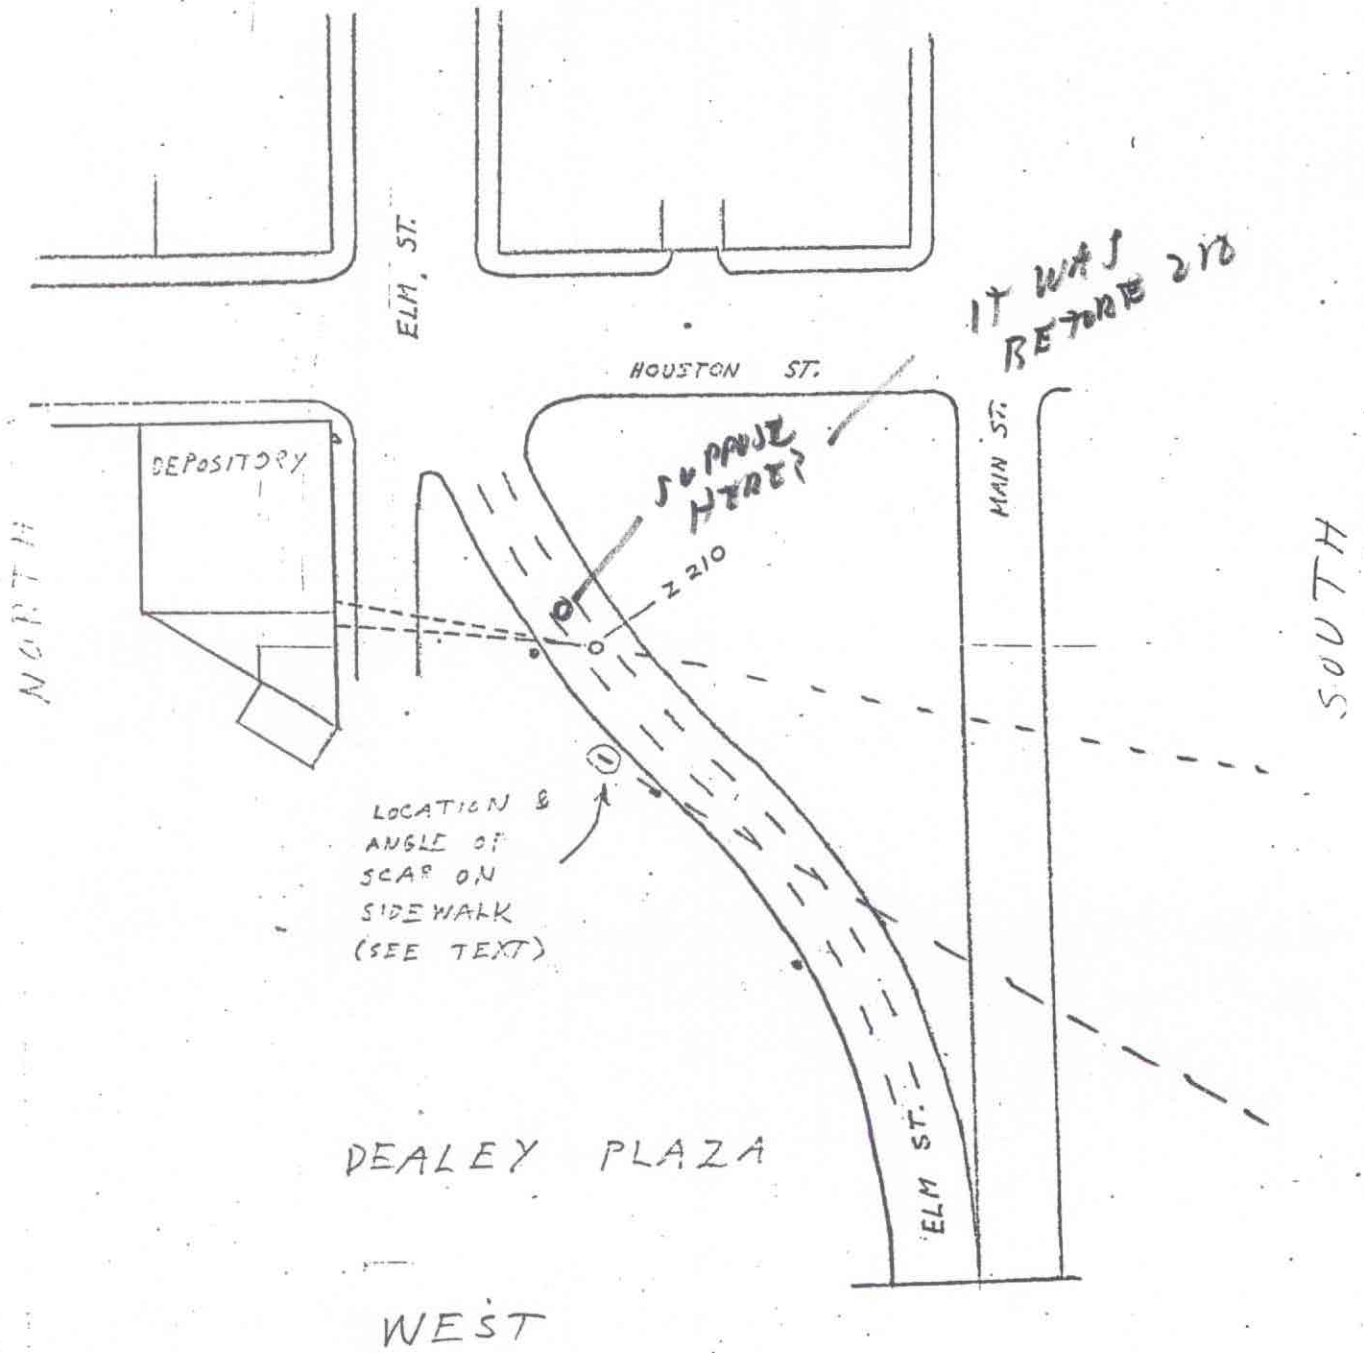 ELM. ST.
IT WAS
BEFORE 210
HOUSTON ST.
SUPPOSE
HERE?
MAIN ST.
DEPOSITORY
NORTH
SOUTH
Z 210
LOCATION &
ANGLE OF
SCAR ON
SIDEWALK
(SEE TEXT)
DEALEY PLAZA
ELM ST.
WEST